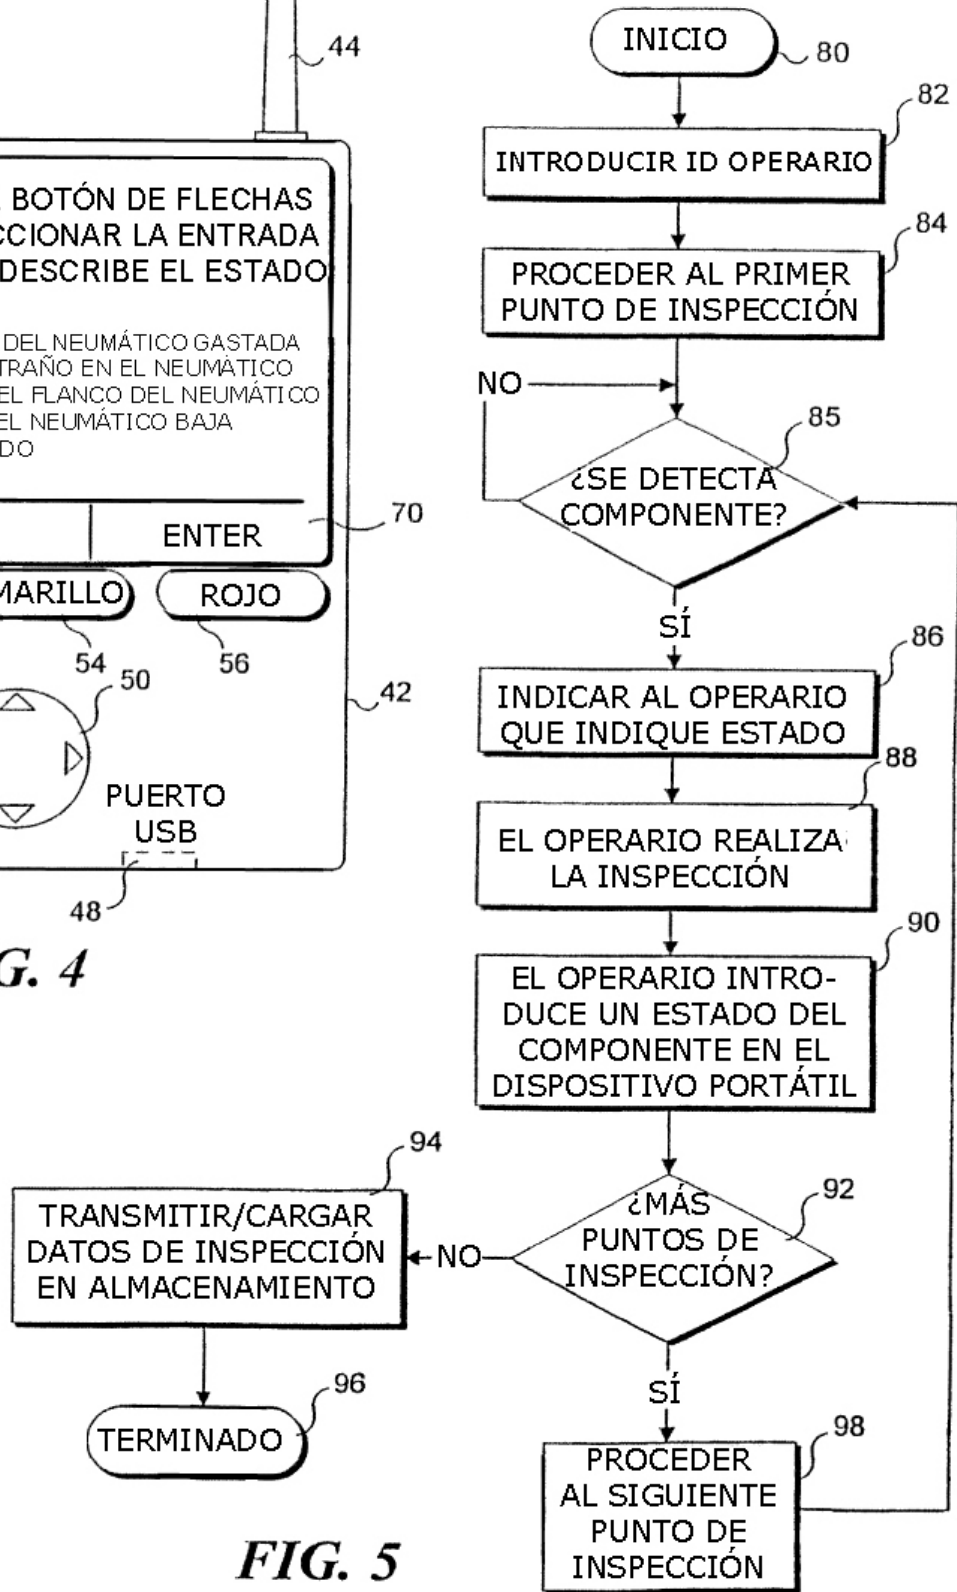 44
BOTÓN DE FLECHAS
LA ENTRADA
DESCRIBE EL ESTADO
DEL NEUMÁTICO GASTADA
EN EL NEUMÁTICO
EL FLANCO DEL NEUMÁTICO
EL NEUMÁTICO BAJA
ENTER
70
ROJO
54
56
50
42
PUERTO
USB
48
4
INICIO
80
82
INTRODUCIR ID OPERARIO
84
PROCEDER AL PRIMER
PUNTO DE INSPECCIÓN
NO
85
¿SE DETECTA
COMPONENTE?
SÍ
86
INDICAR AL OPERARIO
QUE INDIQUE ESTADO
88
EL OPERARIO REALIZA
LA INSPECCIÓN
90
EL OPERARIO INTRO-
DUCE UN ESTADO DEL
COMPONENTE EN EL
DISPOSITIVO PORTÁTIL
92
¿MÁS
PUNTOS DE
INSPECCIÓN?
NO
94
TRANSMITIR/CARGAR
DATOS DE INSPECCIÓN
EN ALMACENAMIENTO
96
TERMINADO
SÍ
98
PROCEDER
AL SIGUIENTE
PUNTO DE
INSPECCIÓN
FIG. 5